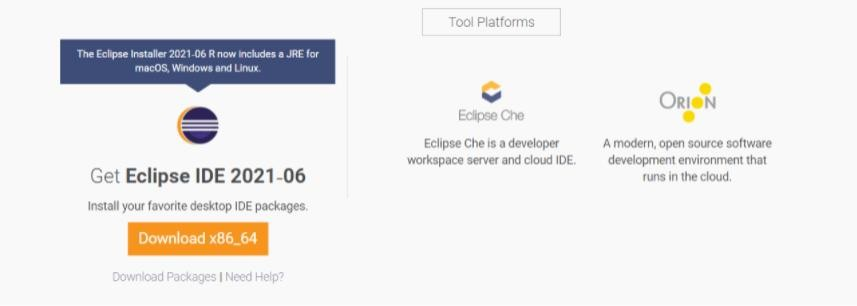 Tool Platforms
The Eclipse Installer 2021-06 R now includes a JRE for
macOS, Windows and Linux.
Get Eclipse IDE 2021-06
Install your favorite desktop IDE packages.
Download x86_64
Download Packages | Need Help?
Eclipse Che
Eclipse Che is a developer
workspace server and cloud IDE.
ORION
A modern, open source software
development environment that
runs in the cloud.